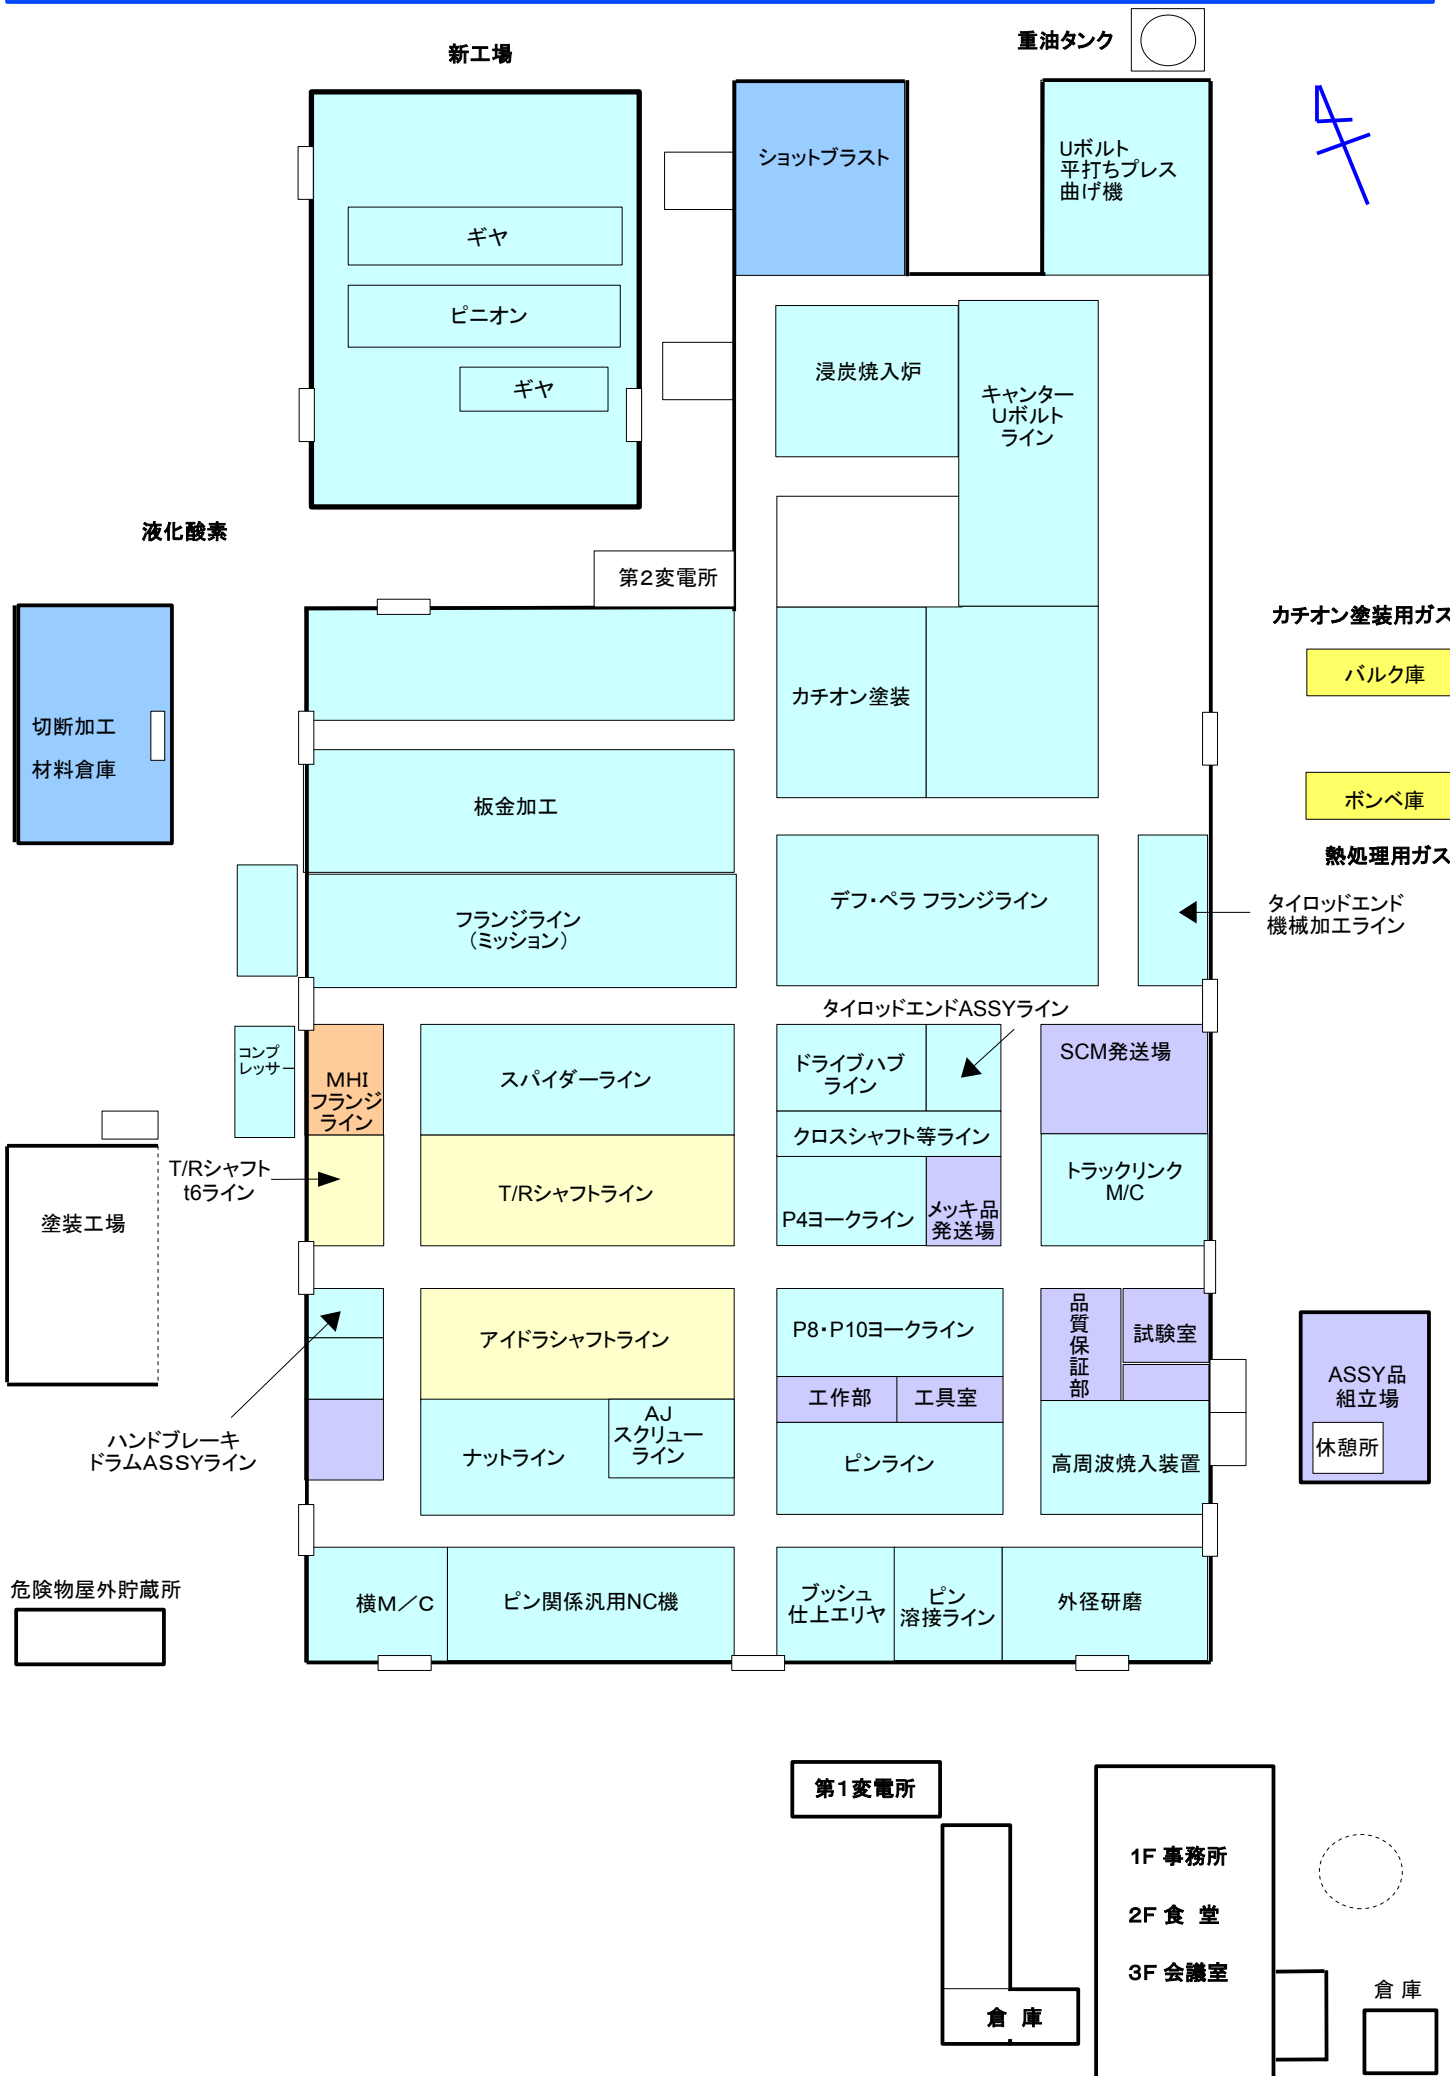 新工場
重油タンク
ショットブラスト
Uボルト
平打ちプレス
曲げ機
ギヤ
ピニオン
ギヤ
浸炭焼入炉
キャンター
Uボルト
ライン
液化酸素
第2変電所
カチオン塗装用ガス
バルク庫
切断加工
材料倉庫
カチオン塗装
ボンベ庫
板金加工
熱処理用ガス
フランジライン
（ミッション）
デフ・ペラ フランジライン
タイロッドエンド
機械加工ライン
タイロッドエンドASSYライン
コンプ
レッサー
MHI
フランジ
ライン
スパイダーライン
ドライブハブ
ライン
SCM発送場
クロスシャフト等ライン
T/Rシャフト
t6ライン
T/Rシャフトライン
P4ヨークライン
メッキ品
発送場
トラックリンク
M/C
塗装工場
アイドラシャフトライン
P8・P10ヨークライン
品質保証部
試験室
工作部
工具室
ASSY品
組立場
休憩所
ハンドブレーキ
ドラムASSYライン
ナットライン
AJ
スクリュー
ライン
ピンライン
高周波焼入装置
危険物屋外貯蔵所
横M／C
ピン関係汎用NC機
ブッシュ
仕上エリヤ
ピン
溶接ライン
外径研磨
第1変電所
1F 事務所
2F 食 堂
3F 会議室
倉 庫
倉 庫